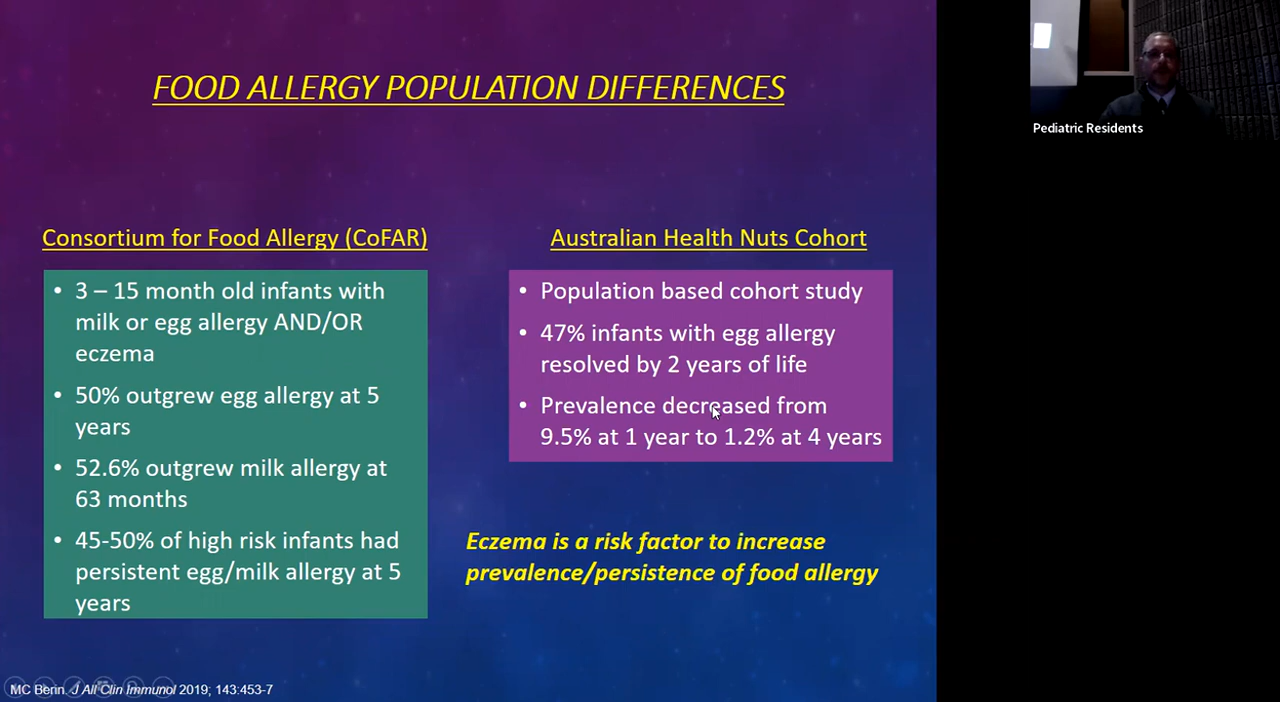 FOOD ALLERGY POPULATION DIFFERENCES
Pediatric Residents
Consortium for Food Allergy (CoFAR)
• 3 – 15 month old infants with
milk or egg allergy AND/OR
eczema
• 50% outgrew egg allergy at 5
years
• 52.6% outgrew milk allergy at
63 months
• 45-50% of high risk infants had
persistent egg/milk allergy at 5
years
Australian Health Nuts Cohort
• Population based cohort study
• 47% infants with egg allergy
resolved by 2 years of life
• Prevalence decreased from
9.5% at 1 year to 1.2% at 4 years
Eczema is a risk factor to increase
prevalence/persistence of food allergy
MC Berin. J All Clin Immunol 2019; 143:453-7